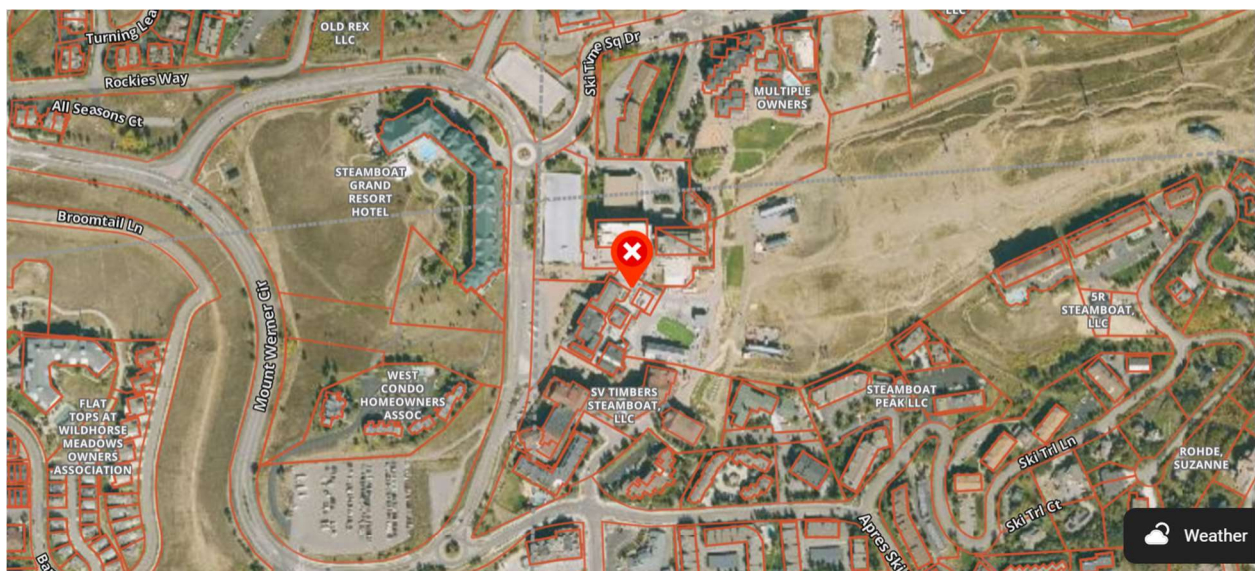 Turning Lea
OLD REX
LLC
Ski Time Sq Dr
LLC
Rockies Way
All Seasons Ct
MULTIPLE
OWNERS
STEAMBOAT
GRAND
RESORT
HOTEL
Broomtail Ln
Mount Werner Cir
5R
STEAMBOAT,
LLC
WEST
CONDO
HOMEOWNERS
ASSOC
SV TIMBERS
STEAMBOAT,
LLC
STEAMBOAT
PEAK LLC
FLAT
TOPS AT
WILDHORSE
MEADOWS
OWNERS
ASSOCIATION
Ski Trl Ln
ROHDE,
SUZANNE
Ski Trl Ct
Apres Ski
Weather
Ba